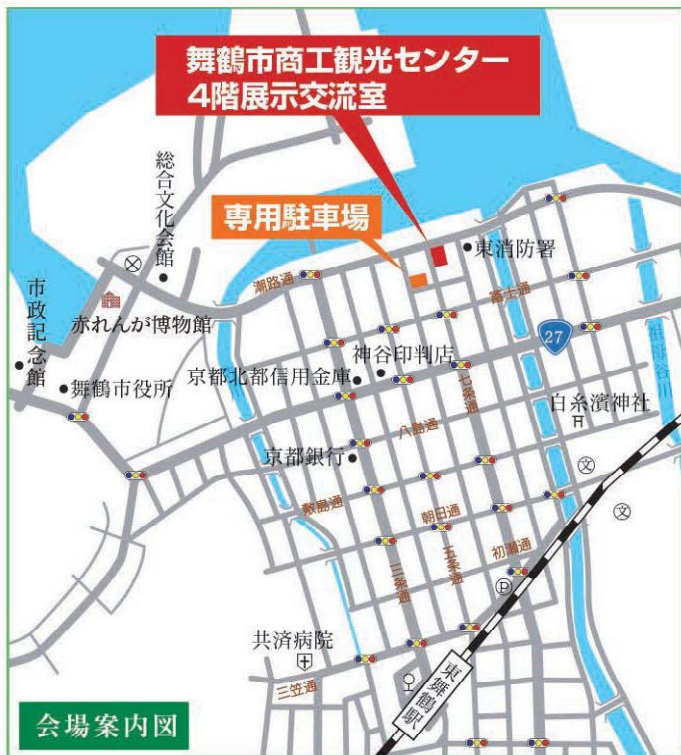 舞鶴市商工観光センター
4階展示交流室
専用駐車場
総合文化会館
東消防署
潮路通
富士通
赤れんが博物館
市政記念館
27
祖母谷川
神谷印判店
舞鶴市役所
京都北都信用金庫
七条通
白糸濱神社
八島通
京都銀行
文
敷島通
朝日通
文
三条通
五条通
初瀬通
P
共済病院
三笠通
東舞鶴駅
会場案内図